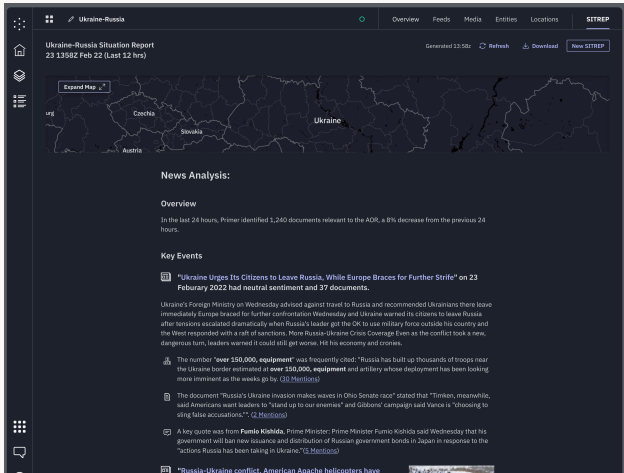 Ukraine-Russia
Overview
Feeds
Media
Entities
Locations
SITREP
Ukraine-Russia Situation Report
23 1358Z Feb 22 (Last 12 hrs)
Generated 13:58z
Refresh
Download
New SITREP
Expand Map
urg
Czechia
Slovakia
Austria
Ukraine
News Analysis:
Overview
In the last 24 hours, Primer identified 1,240 documents relevant to the AOR, a 8% decrease from the previous 24
hours.
Key Events
"Ukraine Urges Its Citizens to Leave Russia, While Europe Braces for Further Strife" on 23
Feburary 2022 had neutral sentiment and 37 documents.
Ukraine's Foreign Ministry on Wednesday advised against travel to Russia and recommended Ukrainians there leave
immediately Europe braced for further confrontation Wednesday and Ukraine warned its citizens to leave Russia
after tensions escalated dramatically when Russia's leader got the OK to use military force outside his country and
the West responded with a raft of sanctions. More Russia-Ukraine Crisis Coverage Even as the conflict took a new,
dangerous turn, leaders warned it could still get worse. Hit his economy and cronies.
The number "over 150,000, equipment" was frequently cited: "Russia has built up thousands of troops near
the Ukraine border estimated at over 150,000, equipment and artillery whose deployment has been looking
more imminent as the weeks go by. (30 Mentions)
The document "Russia's Ukraine invasion makes waves in Ohio Senate race" stated that "Timken, meanwhile,
said Americans want leaders to "stand up to our enemies" and Gibbons' campaign said Vance is "choosing to
sling false accusations."". (2 Mentions)
A key quote was from Fumio Kishida, Prime Minister: Prime Minister Fumio Kishida said Wednesday that his
government will ban new issuance and distribution of Russian government bonds in Japan in response to the
"actions Russia has been taking in Ukraine."(5 Mentions)
"Russia-Ukraine conflict. American Apache helicopters have